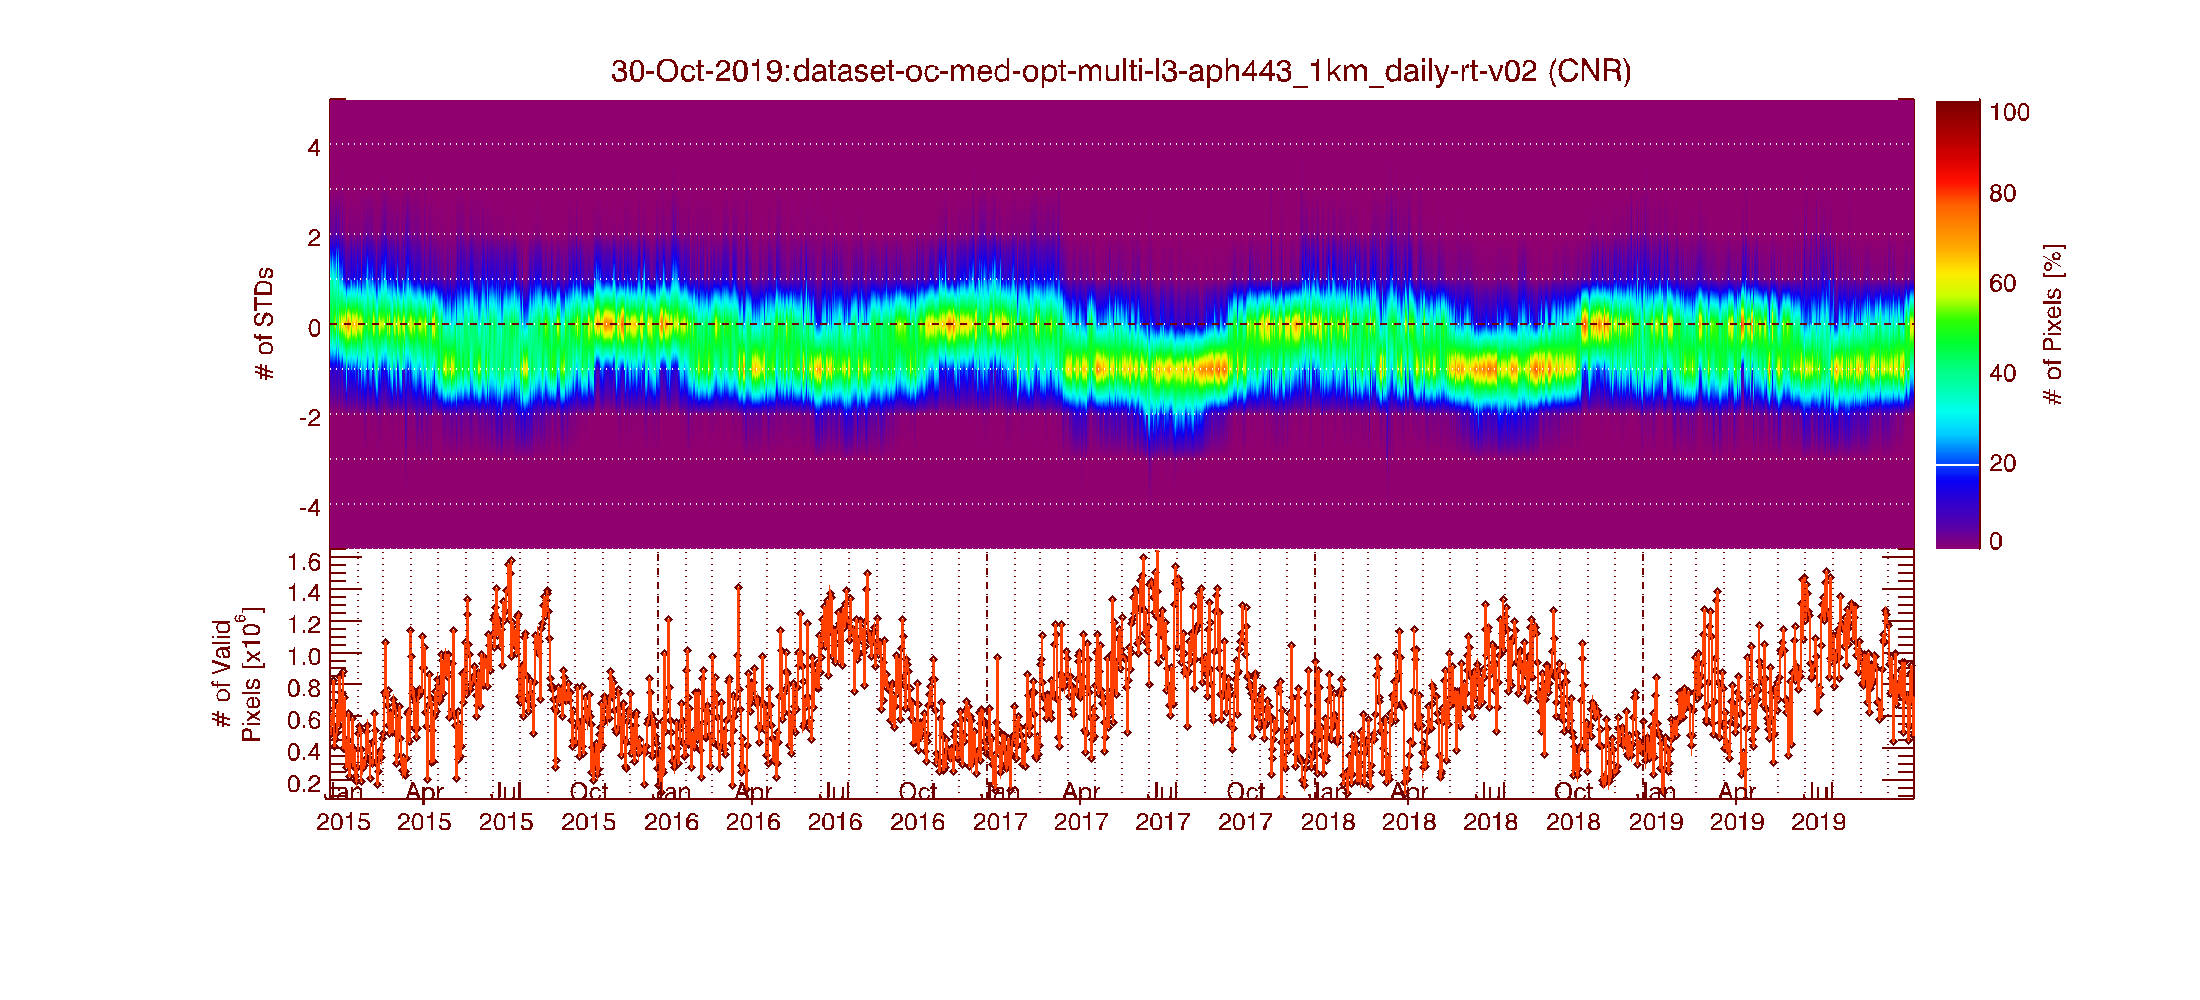 30-Oct-2019:dataset-oc-med-opt-multi-l3-aph443_1km_daily-rt-v02 (CNR)
# of STDs
4
2
0
-2
-4
100
80
60
40
20
0
# of Pixels [%]
# of Valid
Pixels [x10⁶]
1.6
1.4
1.2
1.0
0.8
0.6
0.4
0.2
Jan Apr Jul Oct Jan Apr Jul Oct Jan Apr Jul Oct Jan Apr Jul Oct Jan Apr Jul
2015 2015 2015 2015 2016 2016 2016 2016 2017 2017 2017 2017 2018 2018 2018 2018 2019 2019 2019